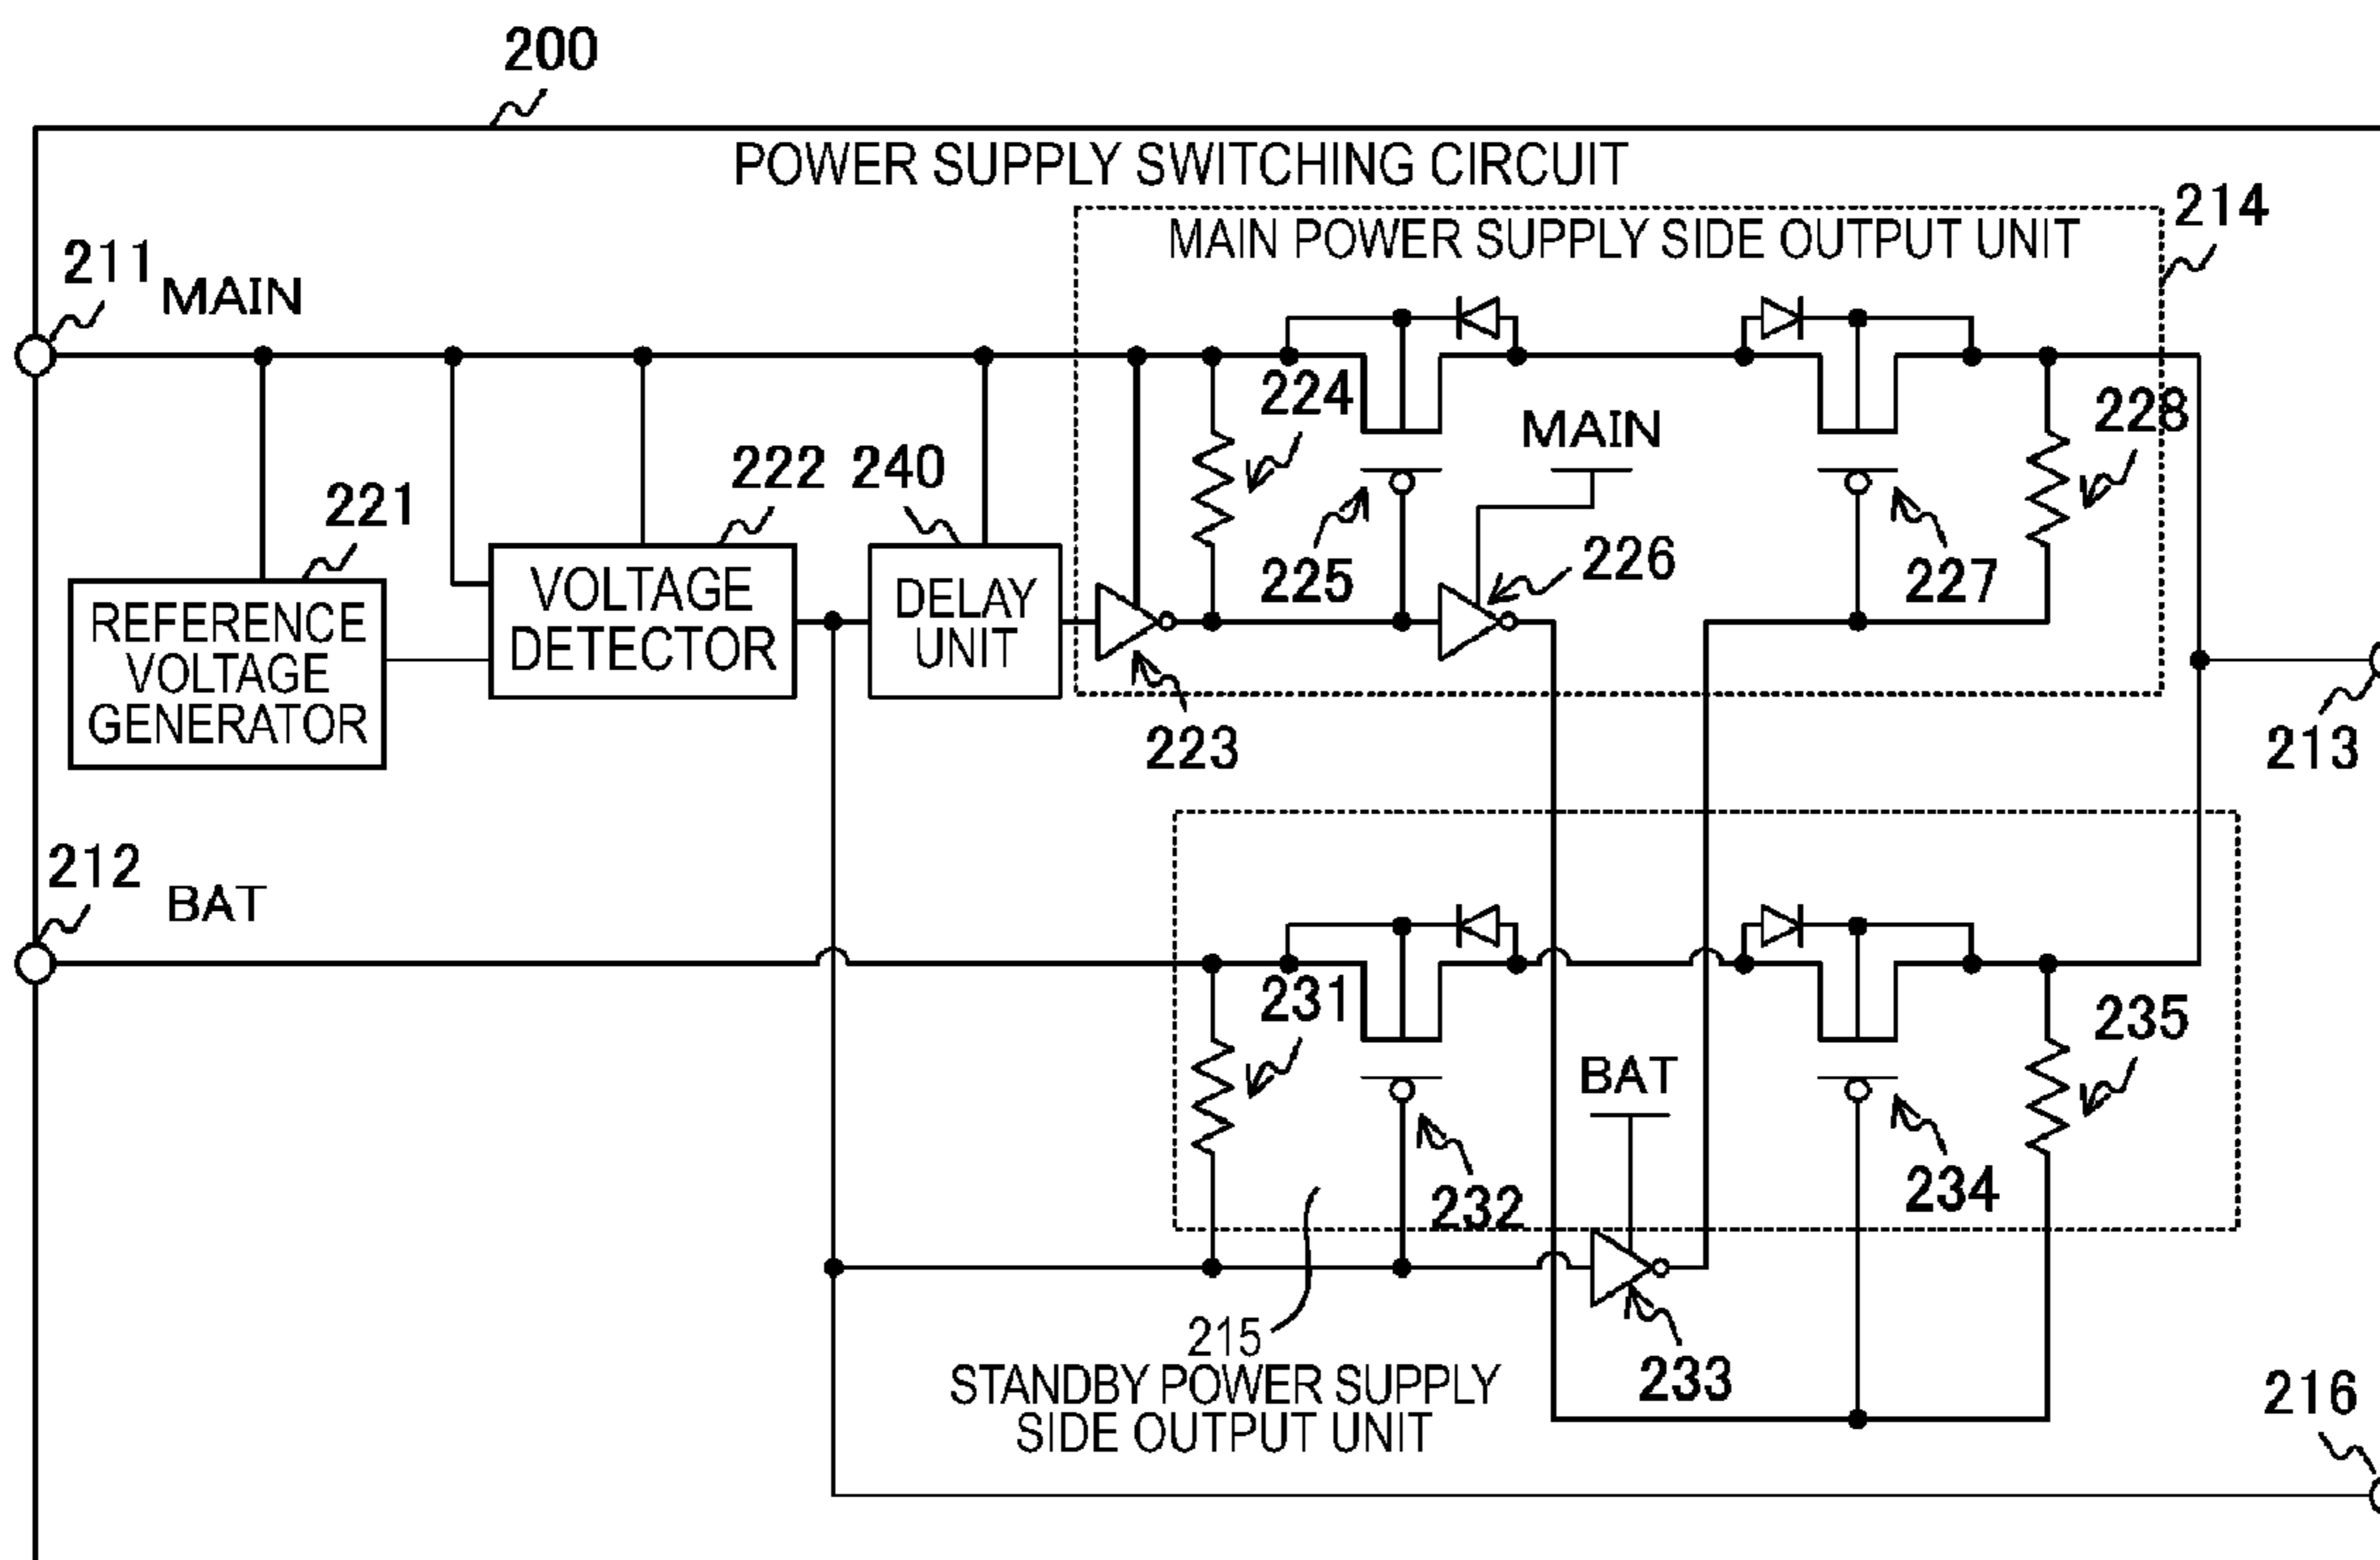 200
POWER SUPPLY SWITCHING CIRCUIT
214
MAIN POWER SUPPLY SIDE OUTPUT UNIT
211
MAIN
224
228
MAIN
222
240
221
225
226
227
REFERENCE
VOLTAGE
GENERATOR
VOLTAGE
DETECTOR
DELAY
UNIT
223
213
212
BAT
231
235
BAT
232
234
215
STANDBY POWER SUPPLY
SIDE OUTPUT UNIT
233
216